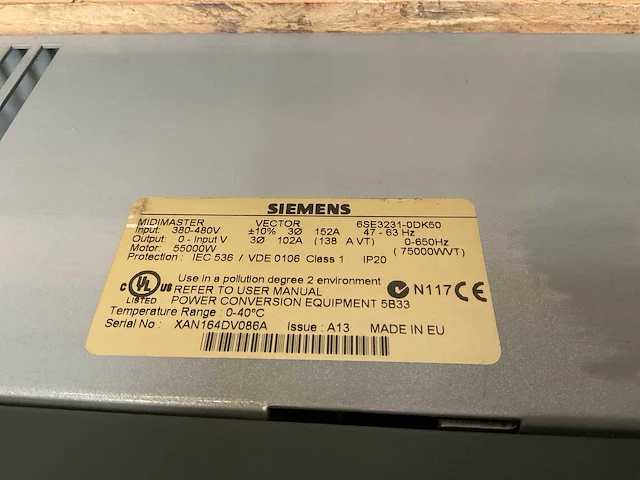 SIEMENS
MIDIMASTER VECTOR 6SE3231-0DK50
Input: 380-480V ±10% 3Ø 152A 47 - 63 Hz
Output: 0 - Input V 3Ø 102A (138 A VT) 0-650Hz
Motor: 55000W (75000WVT)
Protection: IEC 536 / VDE 0106 Class 1 IP20
Use in a pollution degree 2 environment
C UL US REFER TO USER MANUAL N117 CE
LISTED POWER CONVERSION EQUIPMENT 5B33
Temperature Range : 0-40°C
Serial No : XAN164DV086A Issue : A13 MADE IN EU